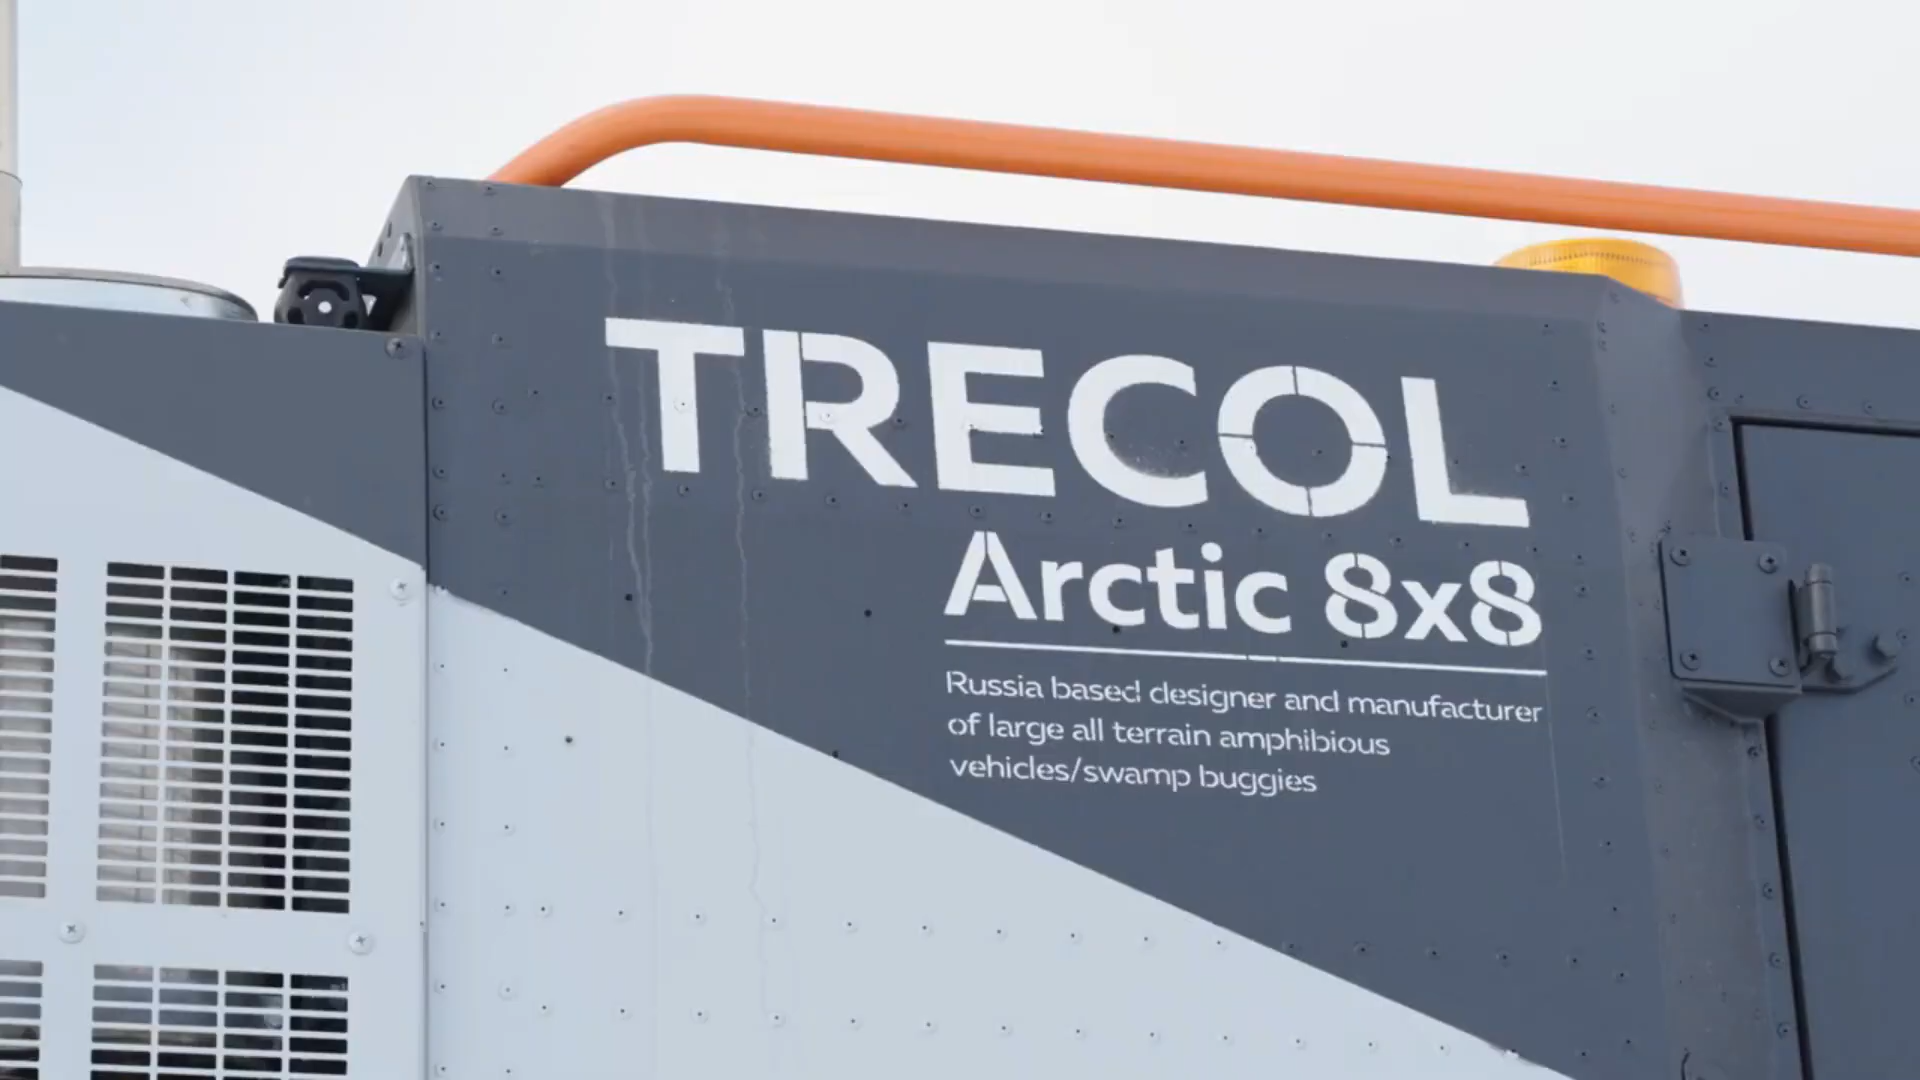 TRECOL
Arctic 8x8
Russia based designer and manufacturer
of large all terrain amphibious
vehicles/swamp buggies